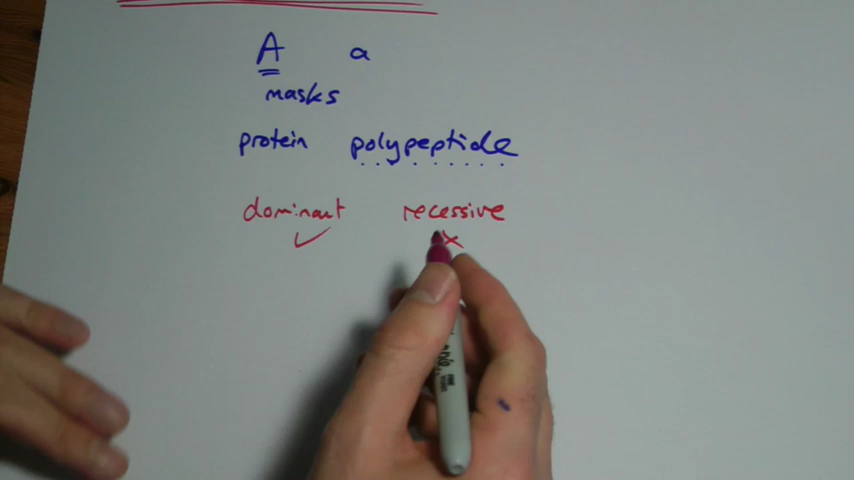 A a
masks
protein polypeptide
dominant recessive
✓ x